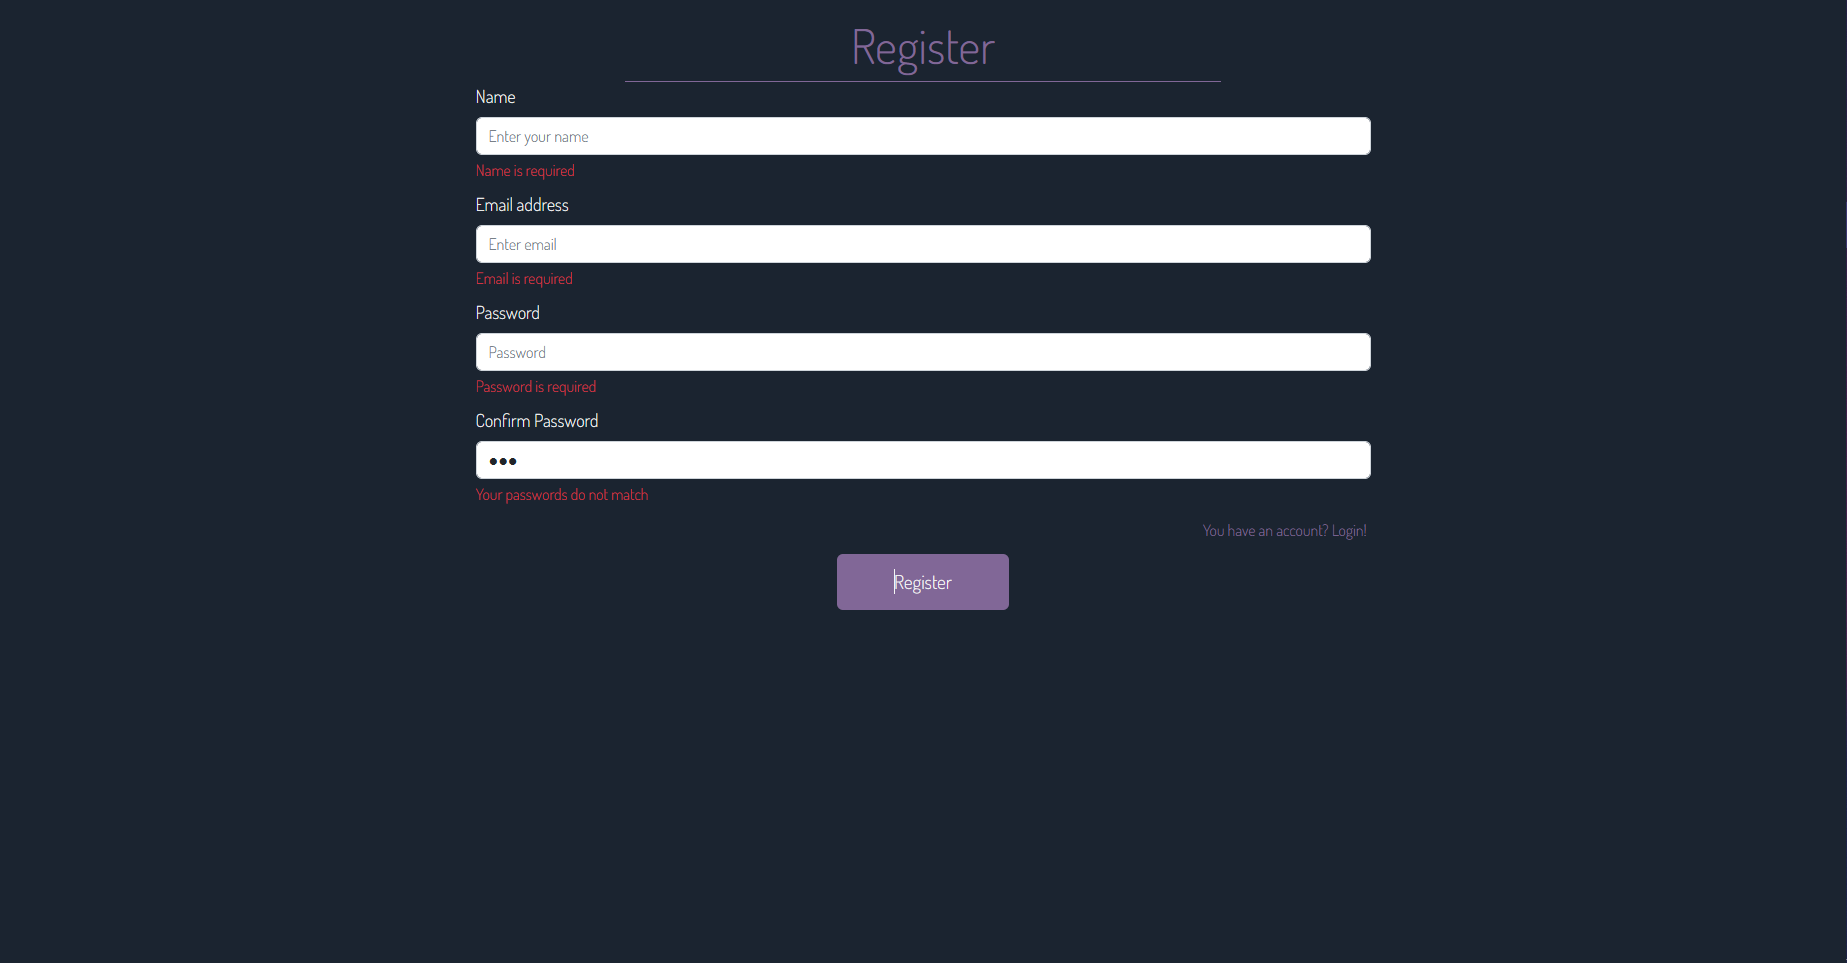 Register
Name
Enter your name
Name is required
Email address
Enter email
Email is required
Password
Password
Password is required
Confirm Password
•••
Your passwords do not match
You have an account? Login!
Register